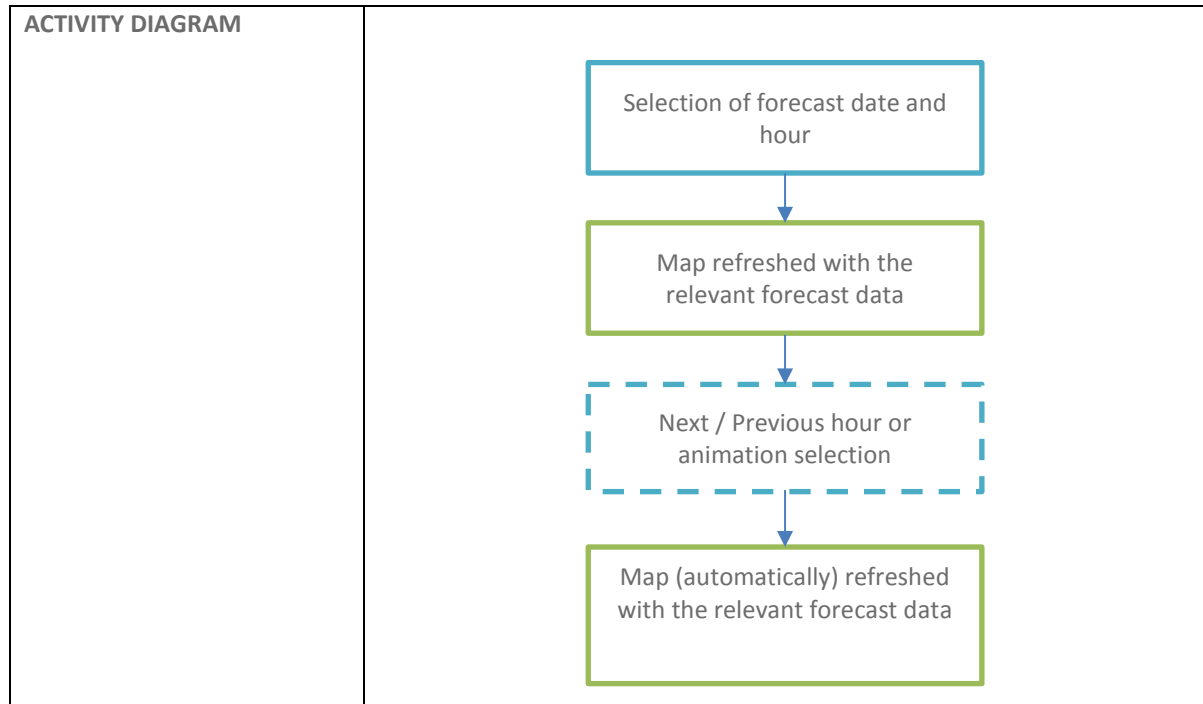 ACTIVITY DIAGRAM
Selection of forecast date and
hour
Map refreshed with the
relevant forecast data
Next / Previous hour or
animation selection
Map (automatically) refreshed
with the relevant forecast data